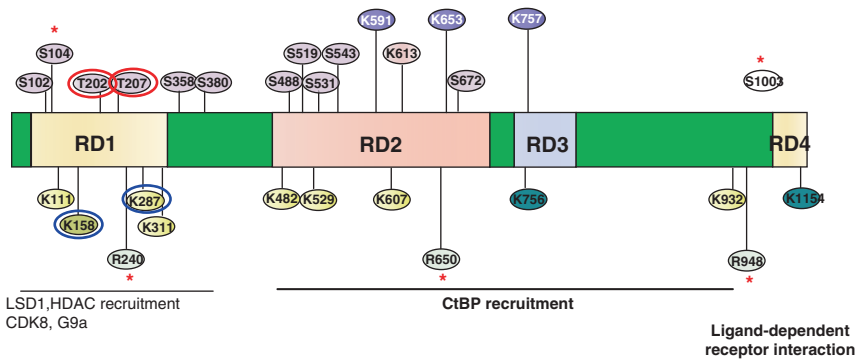 K591
K653
K757
*
S104
S519
S543
K613
*
S102
T202
T207
S358
S380
S488
S531
S672
S1003
RD1
RD2
RD3
RD4
K111
K287
K482
K529
K607
K756
K932
K1154
K158
K311
R240
R650
R948
*
*
*
LSD1,HDAC recruitment
CDK8, G9a
CtBP recruitment
Ligand-dependent
receptor interaction